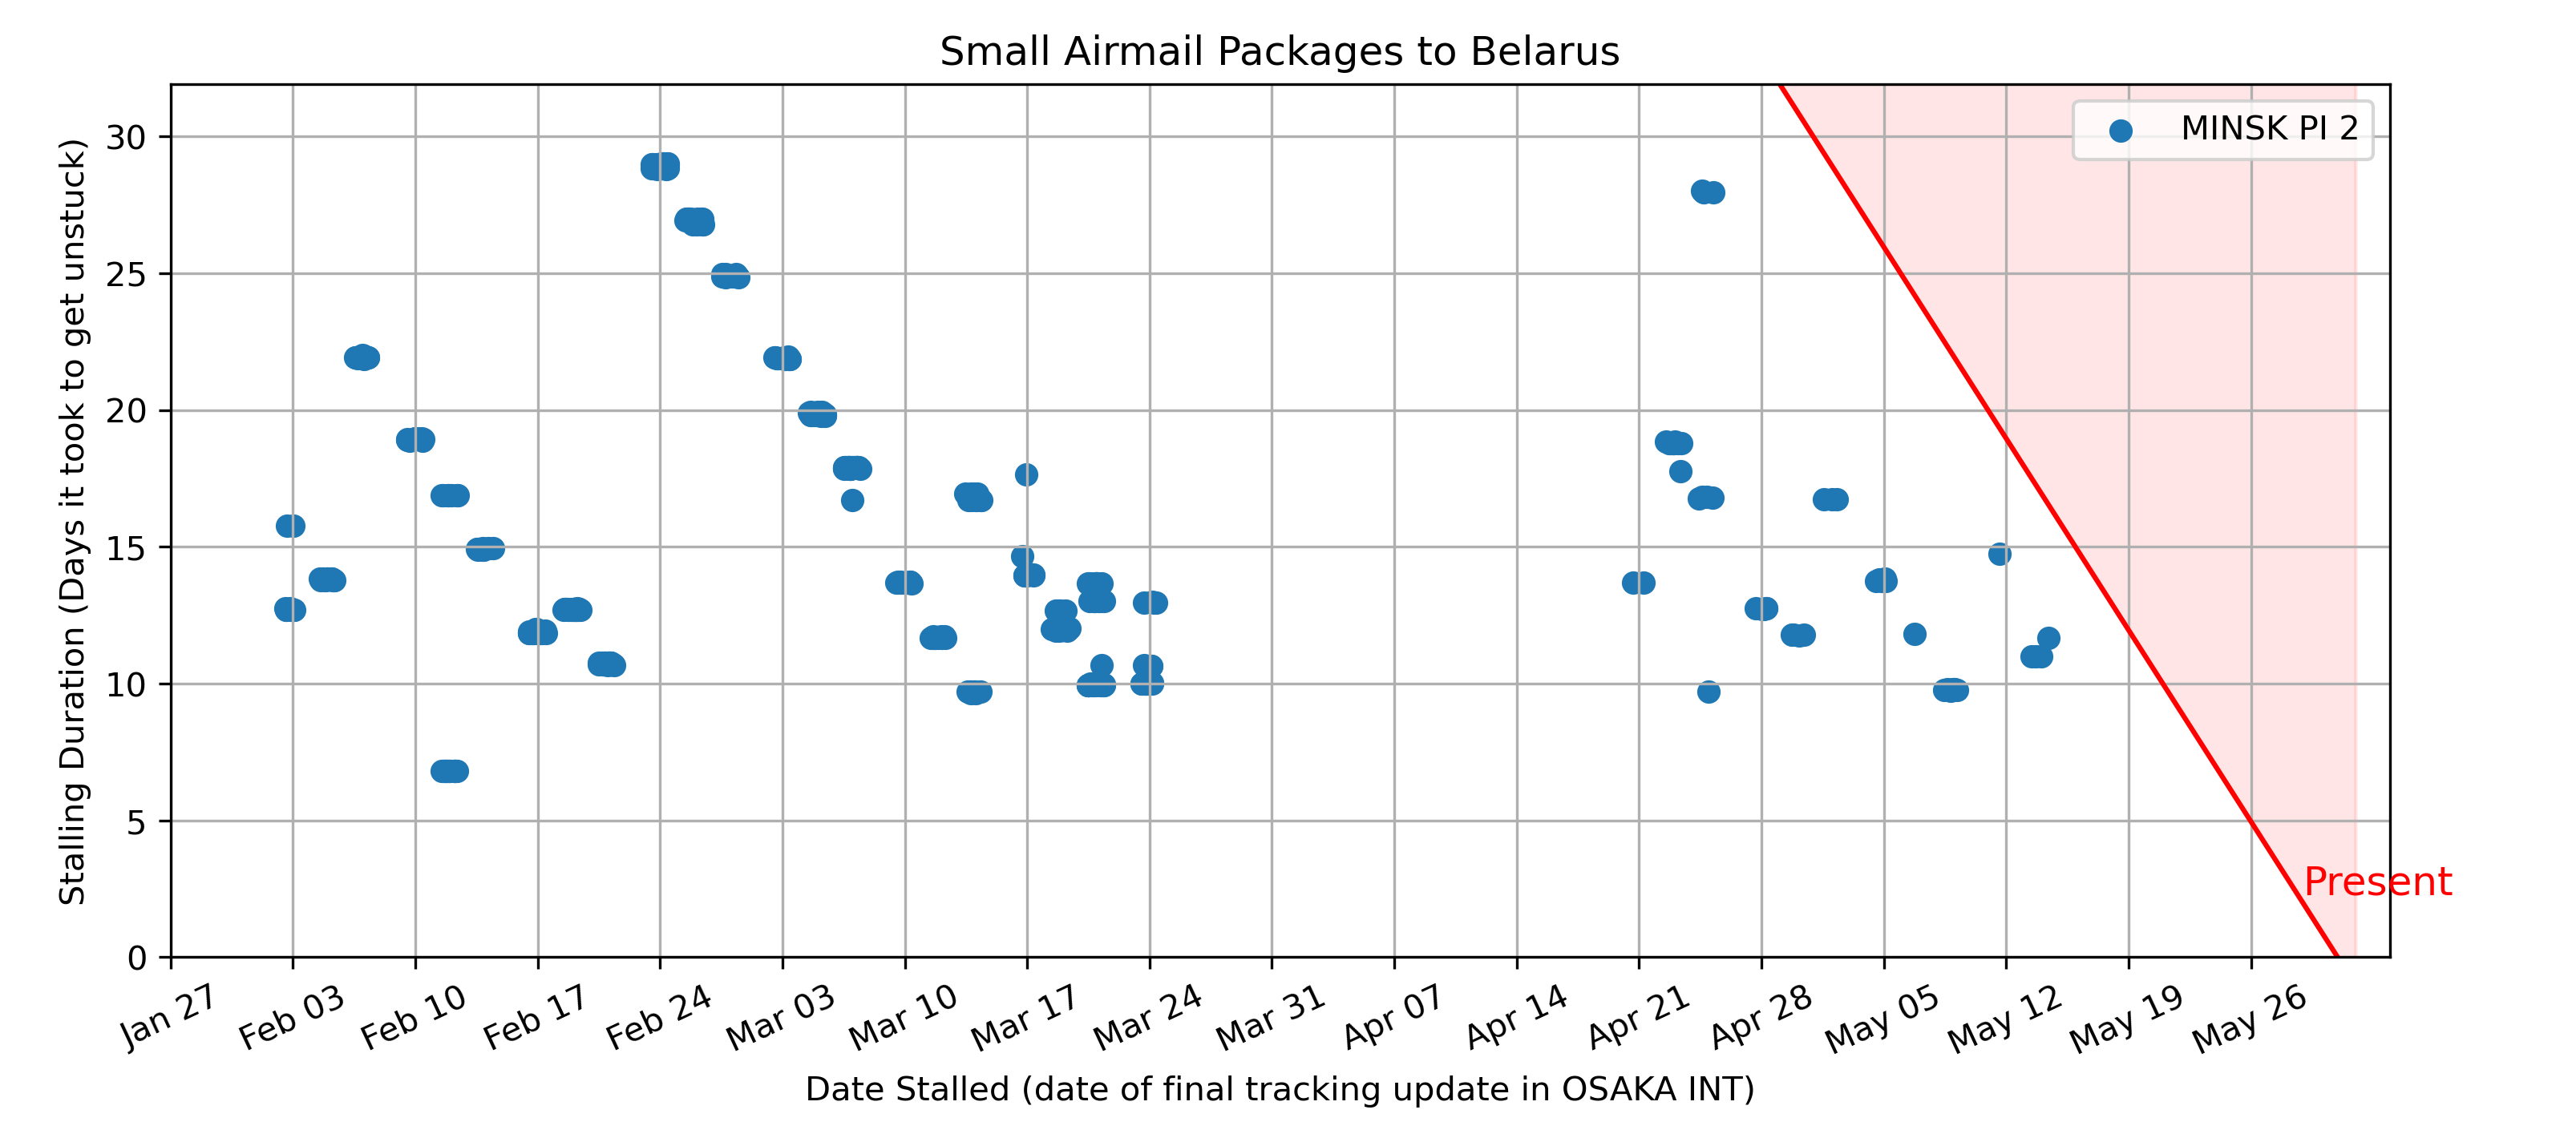 Small Airmail Packages to Belarus
MINSK PI 2
Stalling Duration (Days it took to get unstuck)
30
25
20
15
10
5
0
Present
Jan 27
Feb 03
Feb 10
Feb 17
Feb 24
Mar 03
Mar 10
Mar 17
Mar 24
Mar 31
Apr 07
Apr 14
Apr 21
Apr 28
May 05
May 12
May 19
May 26
Date Stalled (date of final tracking update in OSAKA INT)